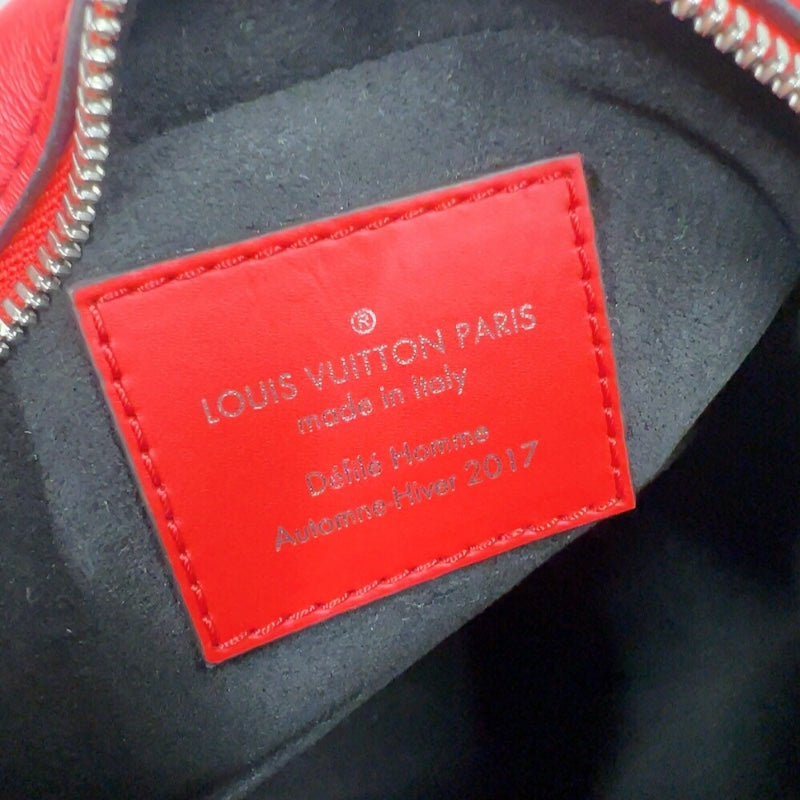 ®
LOUIS VUITTON PARIS
made in Italy
Défilé Homme
Automne-Hiver 2017